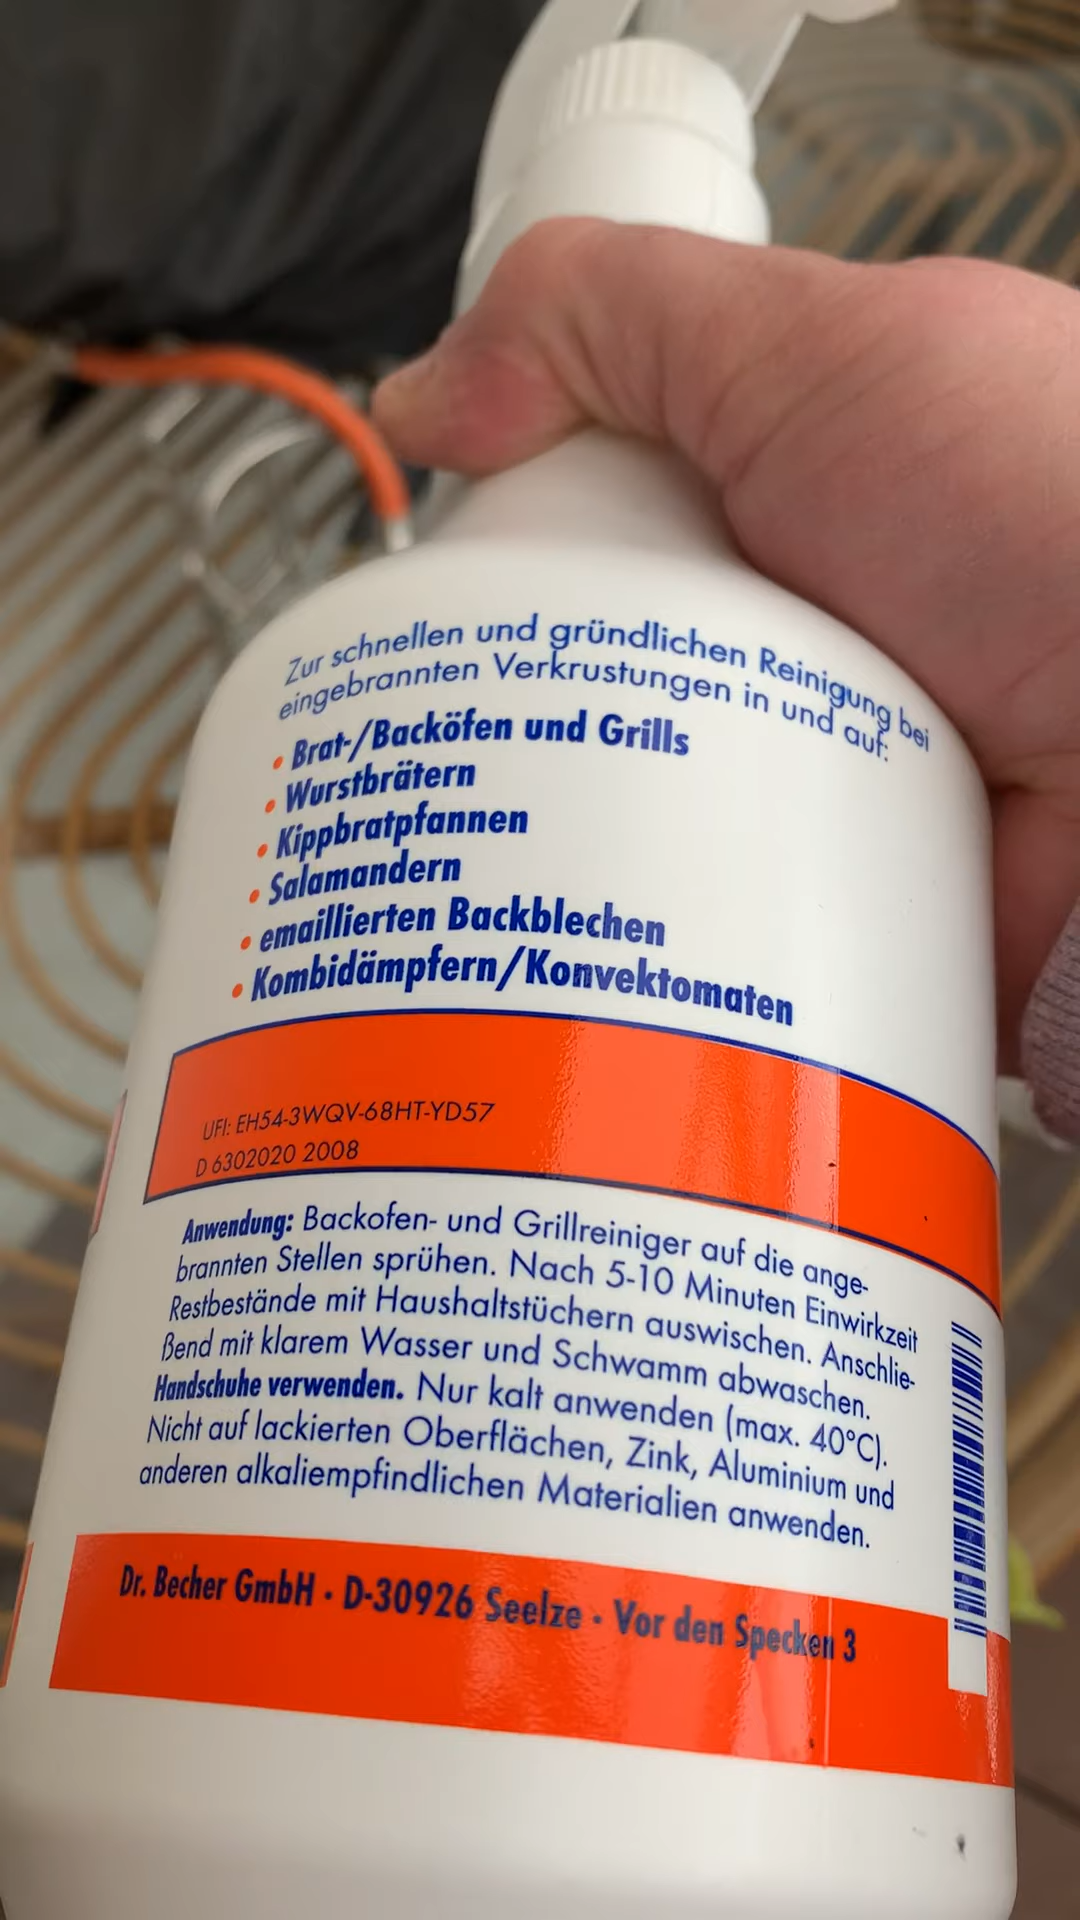 Zur schnellen und gründlichen Reinigung bei
eingebrannten Verkrustungen in und auf:
• Brat-/Backöfen und Grills
• Wurstbrätern
• Kippbratpfannen
• Salamandern
• emaillierten Backblechen
• Kombidämpfern/Konvektomaten
UFI: EH54-3WQV-68HT-YD57
D 6302020 2008
Anwendung: Backofen- und Grillreiniger auf die ange-
brannten Stellen sprühen. Nach 5-10 Minuten Einwirkzeit
Restbestände mit Haushaltstüchern auswischen. Anschlie-
ßend mit klarem Wasser und Schwamm abwaschen.
Handschuhe verwenden. Nur kalt anwenden (max. 40°C).
Nicht auf lackierten Oberflächen, Zink, Aluminium und
anderen alkaliempfindlichen Materialien anwenden.
Dr. Becher GmbH · D-30926 Seelze · Vor den Specken 3